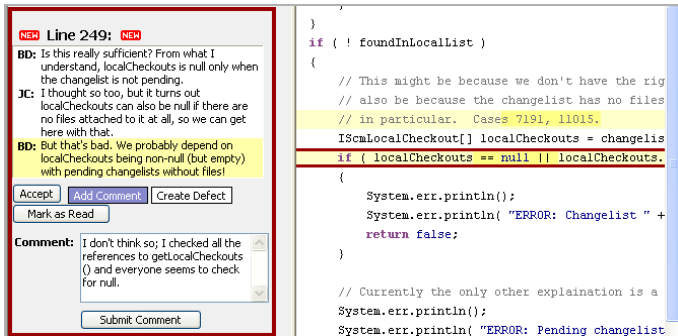 NEW Line 249: NEW
BD: Is this really sufficient? From what I
understand, localCheckouts is null only when
the changelist is not pending.
JC: I thought so too, but it turns out
localCheckouts can also be null if there are
no files attached to it at all, so we can get
here with that.
BD: But that's bad. We probably depend on
localCheckouts being non-null (but empty)
with pending changelists without files!
Accept Add Comment Create Defect
Mark as Read
Comment: I don't think so; I checked all the
references to getLocalCheckouts
() and everyone seems to check
for null.
Submit Comment
}
if ( ! foundInLocalList )
{
// This might be because we don't have the rig
// also be because the changelist has no files
// in particular. Cases 7191, 11015.
IScmLocalCheckout[] localCheckouts = changelis
if ( localCheckouts == null || localCheckouts.
{
System.err.println();
System.err.println( "ERROR: Changelist " +
return false;
}
// Currently the only other explaination is a
System.err.println();
System.err.println( "ERROR: Pending changelist